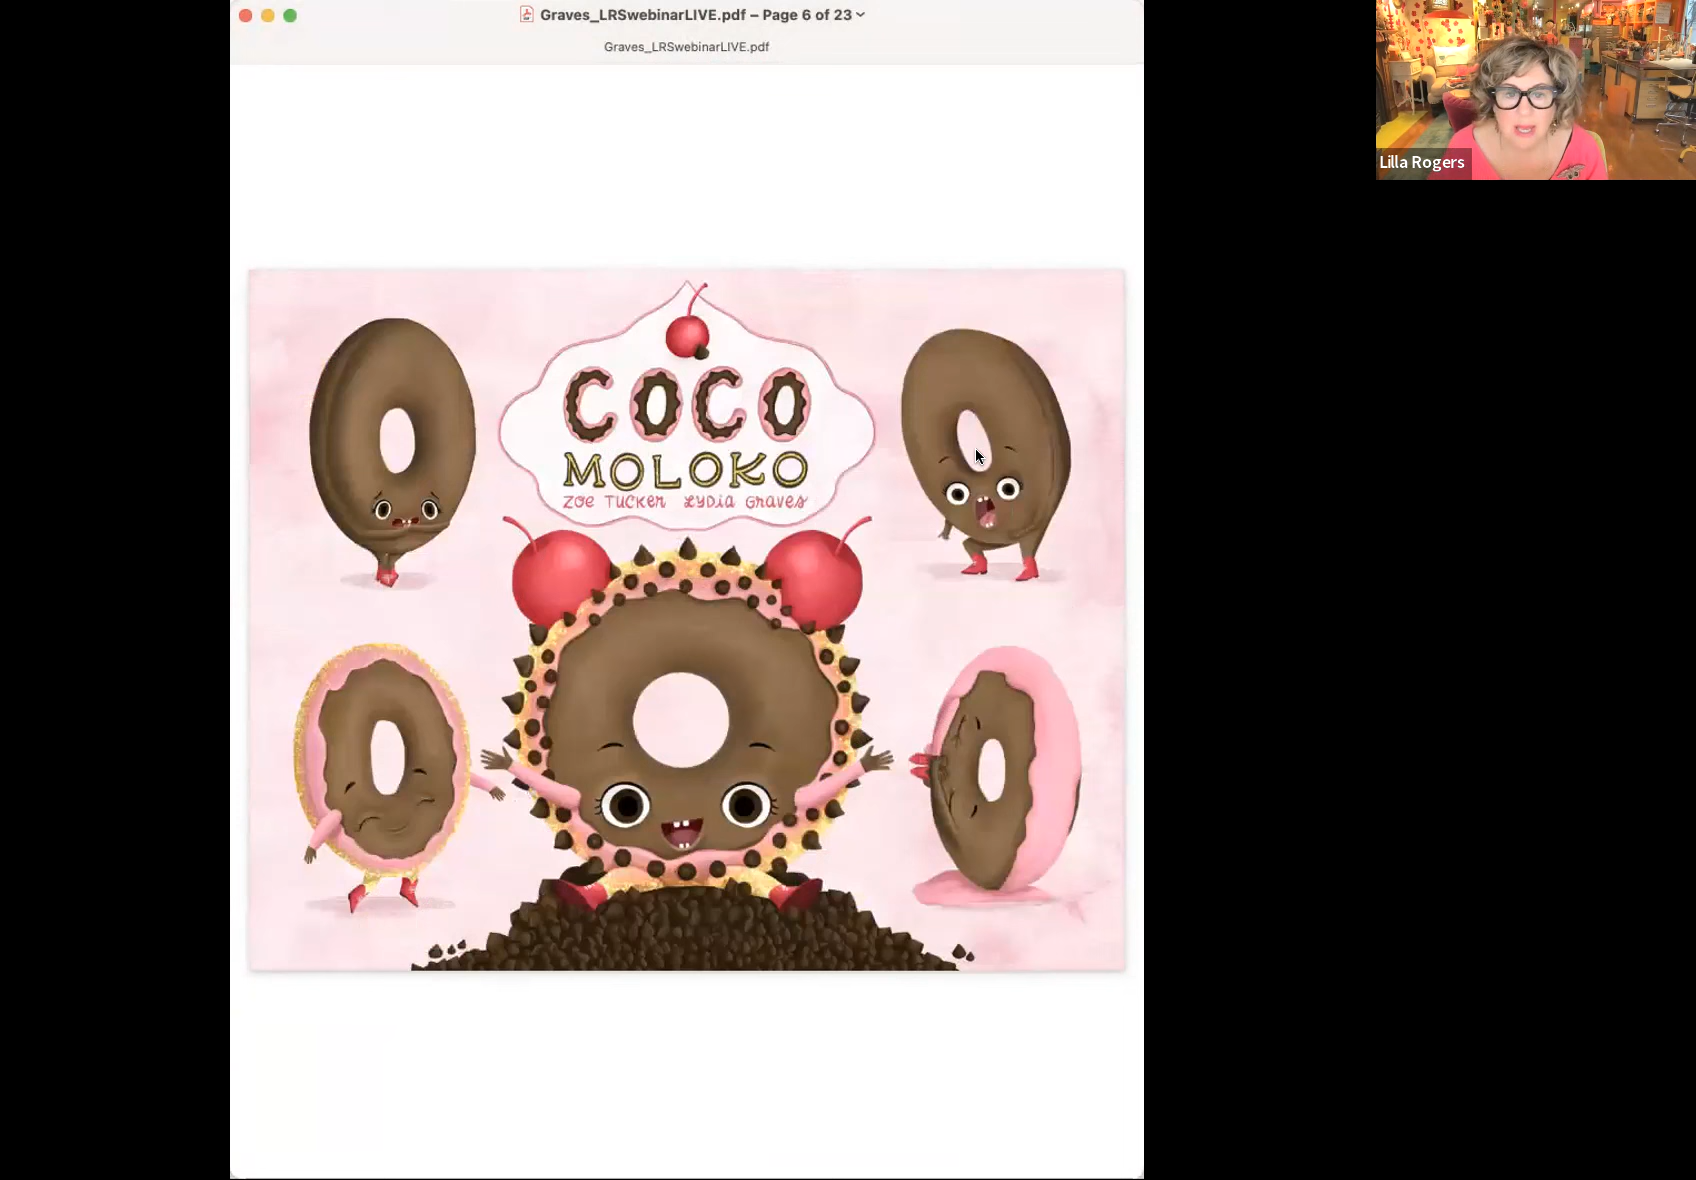 Graves_LRSwebinarLIVE.pdf – Page 6 of 23
Graves_LRSwebinarLIVE.pdf
Lilla Rogers
COCO
MOLOKO
ZOE TUCKER LYDIA GRAVES